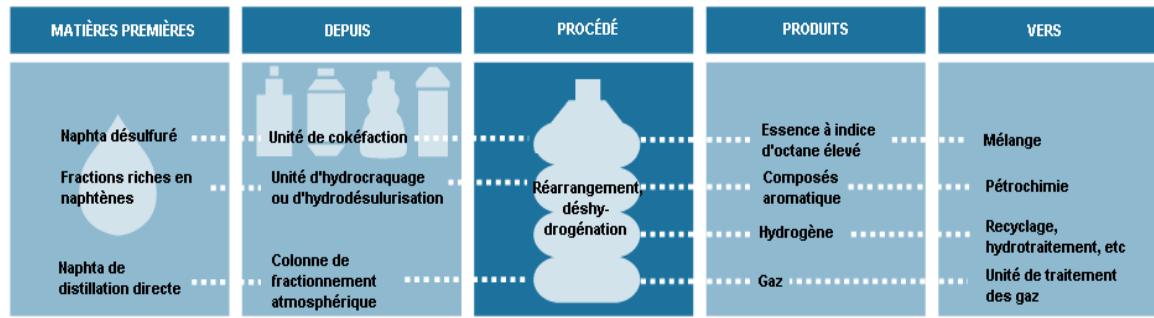 MATIÈRES PREMIÈRES
DEPUIS
PROCÉDÉ
PRODUITS
VERS
Naphta désulfuré
Unité de cokéfaction
Essence à indice
d'octane élevé
Mélange
Fractions riches en
naphtènes
Unité d'hydrocraquage
ou d'hydrodésulurisation
Réarrangement,
déshy-
drogénation
Composés
aromatique
Pétrochimie
Hydrogène
Recyclage,
hydrotraitement, etc
Naphta de
distillation directe
Colonne de
fractionnement
atmosphérique
Gaz
Unité de traitement
des gaz